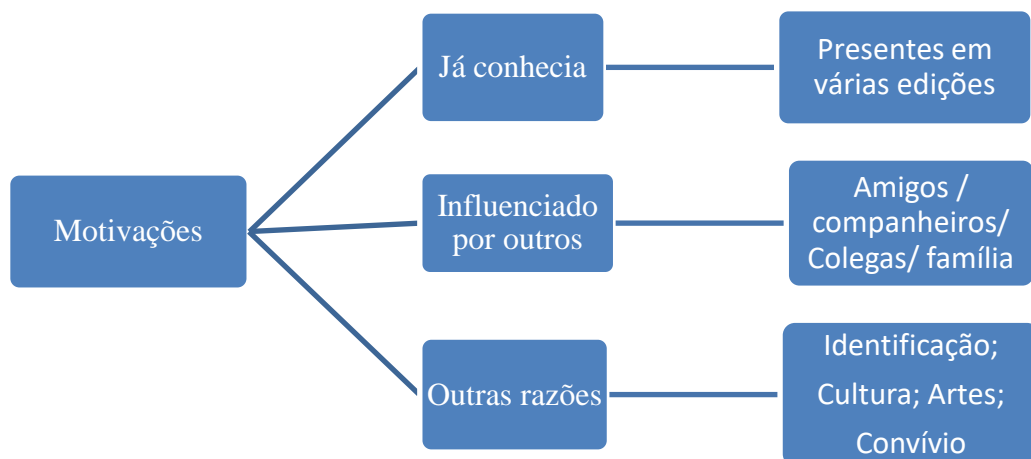 Motivações
Já conhecia
Presentes em
várias edições
Influenciado
por outros
Amigos /
companheiros/
Colegas/ família
Outras razões
Identificação;
Cultura; Artes;
Convívio